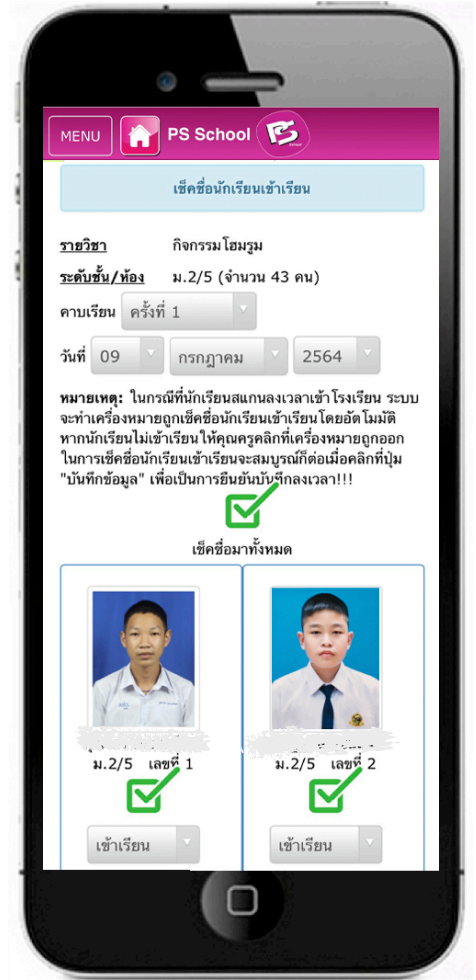 MENU PS School PS
เช็คชื่อนักเรียนเข้าเรียน
รายวิชา กิจกรรมโฮมรูม
ระดับชั้น/ห้อง ม.2/5 (จำนวน 43 คน)
คาบเรียน ครั้งที่ 1
วันที่ 09 กรกฎาคม 2564
หมายเหตุ: ในกรณีที่นักเรียนสแกนลงเวลาเข้าโรงเรียน ระบบ
จะทำเครื่องหมายถูกเช็คชื่อนักเรียนเข้าเรียนโดยอัตโนมัติ
หากนักเรียนไม่เข้าเรียนให้คุณครูคลิกที่เครื่องหมายถูกออก
ในการเช็คชื่อนักเรียนเข้าเรียนจะสมบูรณ์ก็ต่อเมื่อคลิกที่ปุ่ม
"บันทึกข้อมูล" เพื่อเป็นการยืนยันบันทึกลงเวลา!!!
เช็คชื่อมาทั้งหมด
ม.2/5 เลขที่ 1 ม.2/5 เลขที่ 2
เข้าเรียน เข้าเรียน